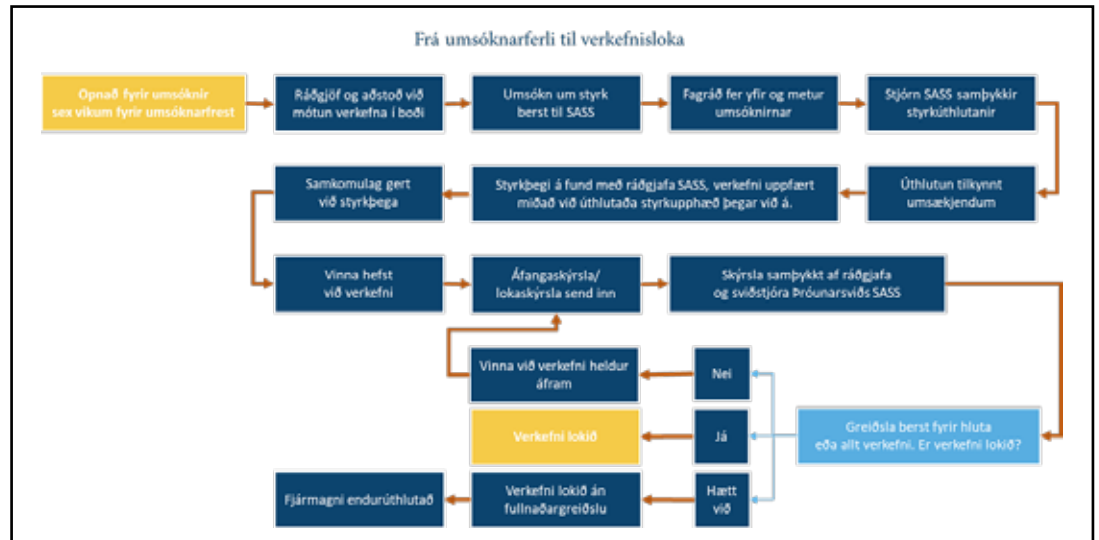 Frá umsóknarferli til verkefnisloka
Opnað fyrir umsóknir
sex vikum fyrir umsóknarfrest
Ráðgjöf og aðstoð við
mótun verkefna í boði
Umsókn um styrk
berst til SASS
Fagráð fer yfir og metur
umsóknirnar
Stjórn SASS samþykkir
styrkúthlutanir
Úthlutun tilkynnt
umsækjendum
Styrkþegi á fund með ráðgjafa SASS, verkefni uppfært
miðað við úthlutaða styrkupphæð þegar við á.
Samkomulag gert
við styrkþega
Vinna hefst
við verkefni
Áfangaskýrsla/
lokaskýrsla send inn
Skýrsla samþykkt af ráðgjafa
og sviðstjóra Þróunarsviðs SASS
Greiðsla berst fyrir hluta
eða allt verkefni. Er verkefni lokið?
Nei
Vinna við verkefni heldur
áfram
Já
Verkefni lokið
Hætt
við
Verkefni lokið án
fullnaðargreiðslu
Fjármagni endurúthlutað